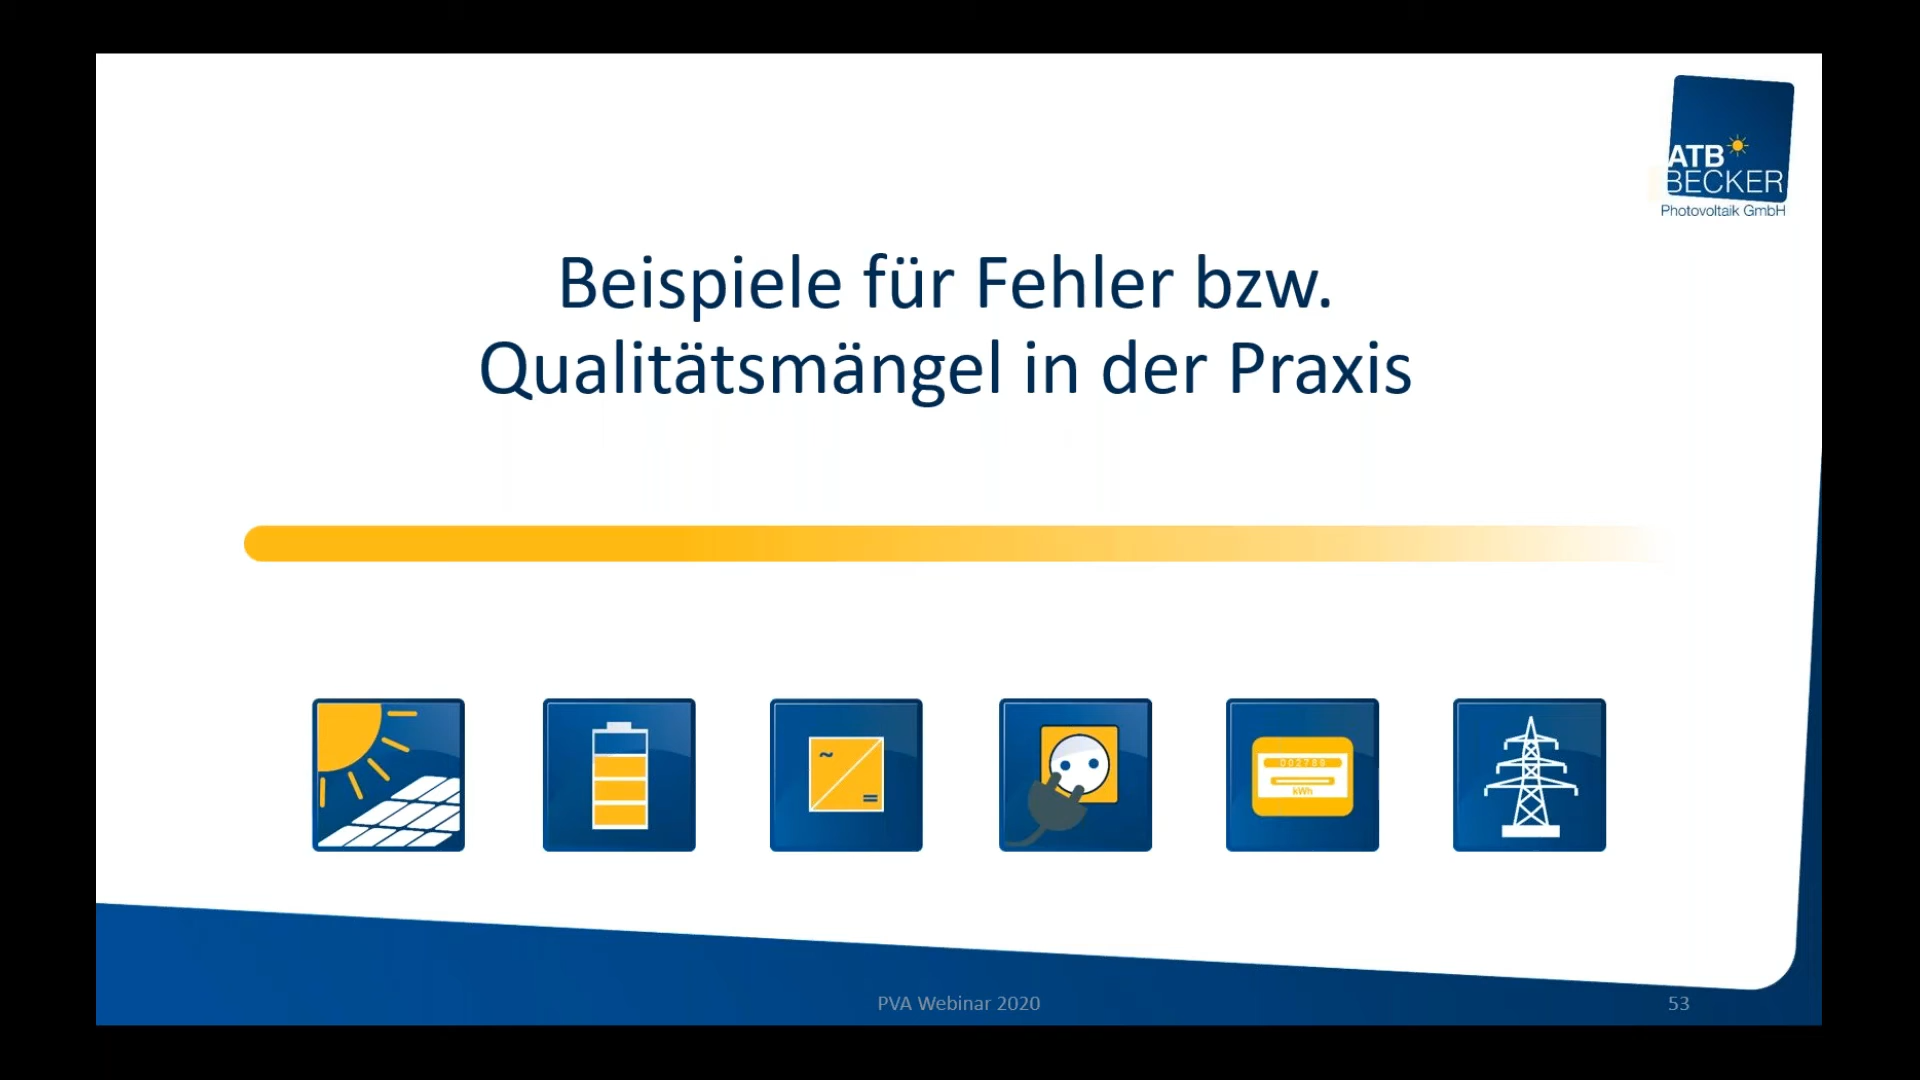 ATB
BECKER
Photovoltaik GmbH
Beispiele für Fehler bzw.
Qualitätsmängel in der Praxis
~
=
kWh
PVA Webinar 2020
53